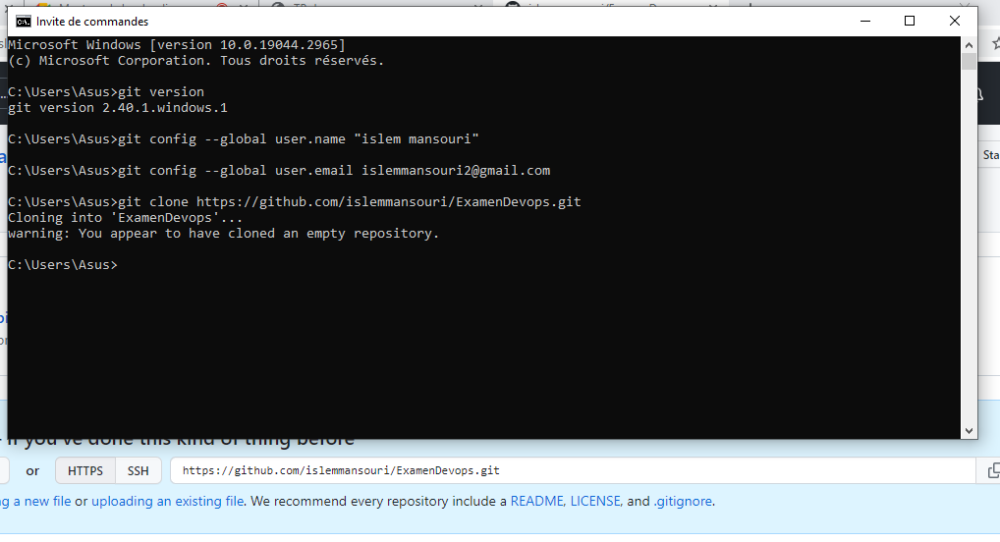 Invite de commandes
Microsoft Windows [version 10.0.19044.2965]
(c) Microsoft Corporation. Tous droits réservés.
C:\Users\Asus>git version
git version 2.40.1.windows.1
C:\Users\Asus>git config --global user.name "islem mansouri"
C:\Users\Asus>git config --global user.email islemmansouri2@gmail.com
C:\Users\Asus>git clone https://github.com/islemmansouri/ExamenDevops.git
Cloning into 'ExamenDevops'...
warning: You appear to have cloned an empty repository.
C:\Users\Asus>
Sta
if you've done this kind of thing before
or HTTPS SSH https://github.com/islemmansouri/ExamenDevops.git
a new file or uploading an existing file. We recommend every repository include a README, LICENSE, and .gitignore.